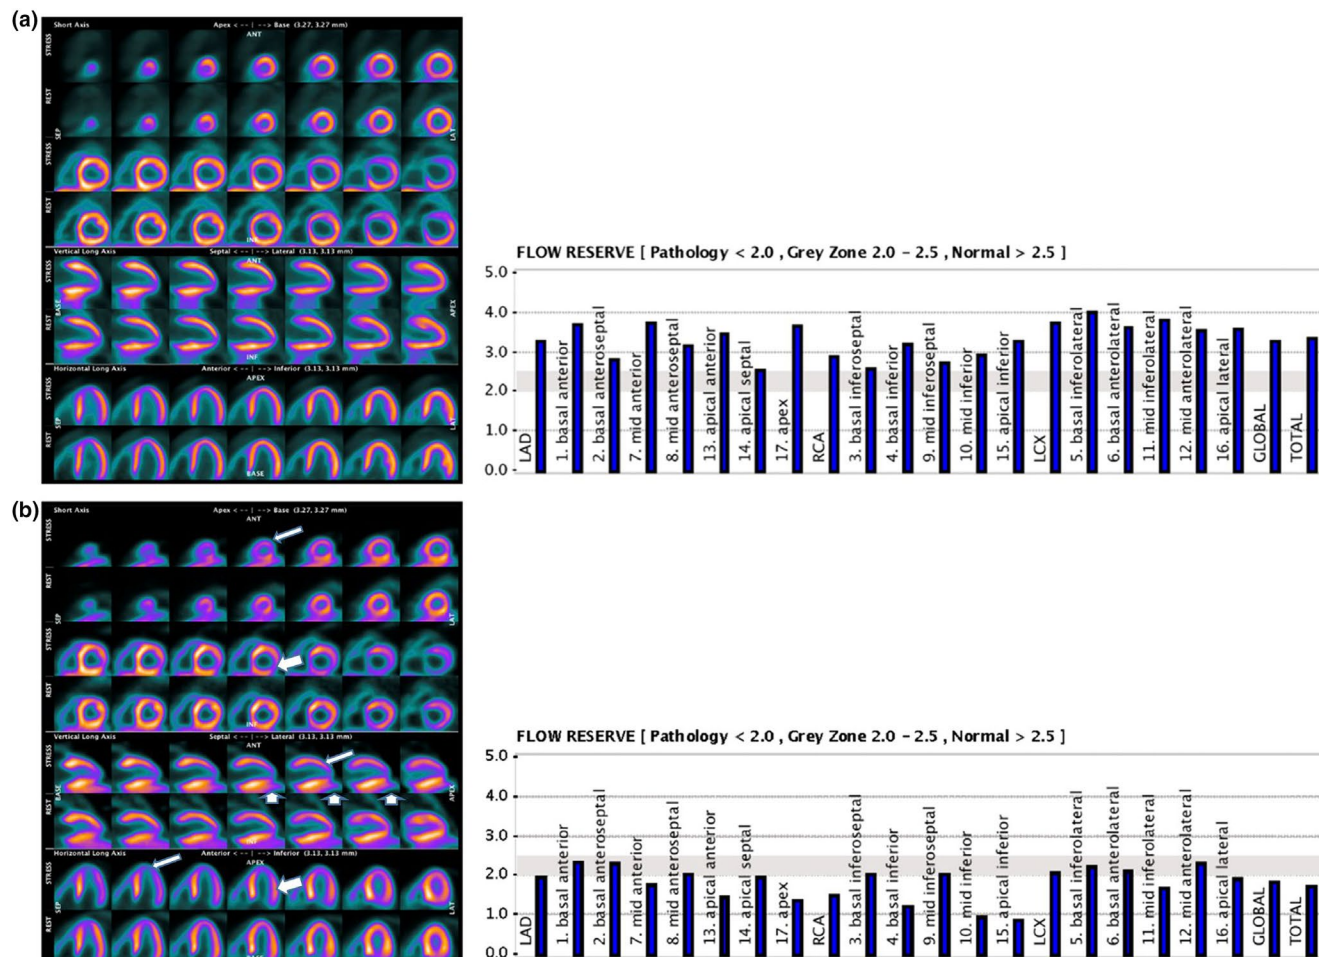 (a)
Short Axis Apex < -- | --> Base (3.27, 3.27 mm)
ANT
STRESS
REST
SEP
LAT
STRESS
REST
INF
Vertical Long Axis Septal < -- | --> Lateral (3.13, 3.13 mm)
ANT
STRESS
BASE
APEX
REST
INF
Horizontal Long Axis Anterior < -- | --> Inferior (3.13, 3.13 mm)
APEX
STRESS
SEP
LAT
REST
BASE
FLOW RESERVE [ Pathology < 2.0 , Grey Zone 2.0 - 2.5 , Normal > 2.5 ]
5.0
4.0
3.0
2.0
1.0
0.0
LAD
1. basal anterior
2. basal anteroseptal
7. mid anterior
8. mid anteroseptal
13. apical anterior
14. apical septal
17. apex
RCA
3. basal inferoseptal
4. basal inferior
9. mid inferoseptal
10. mid inferior
15. apical inferior
LCX
5. basal inferolateral
6. basal anterolateral
11. mid inferolateral
12. mid anterolateral
16. apical lateral
GLOBAL
TOTAL
(b)
Short Axis Apex < -- | --> Base (3.27, 3.27 mm)
ANT
STRESS
REST
SEP
LAT
STRESS
REST
INF
Vertical Long Axis Septal < -- | --> Lateral (3.13, 3.13 mm)
ANT
STRESS
BASE
APEX
REST
INF
Horizontal Long Axis Anterior < -- | --> Inferior (3.13, 3.13 mm)
APEX
STRESS
SEP
LAT
REST
FLOW RESERVE [ Pathology < 2.0 , Grey Zone 2.0 - 2.5 , Normal > 2.5 ]
5.0
4.0
3.0
2.0
1.0
0.0
LAD
1. basal anterior
2. basal anteroseptal
7. mid anterior
8. mid anteroseptal
13. apical anterior
14. apical septal
17. apex
RCA
3. basal inferoseptal
4. basal inferior
9. mid inferoseptal
10. mid inferior
15. apical inferior
LCX
5. basal inferolateral
6. basal anterolateral
11. mid inferolateral
12. mid anterolateral
16. apical lateral
GLOBAL
TOTAL